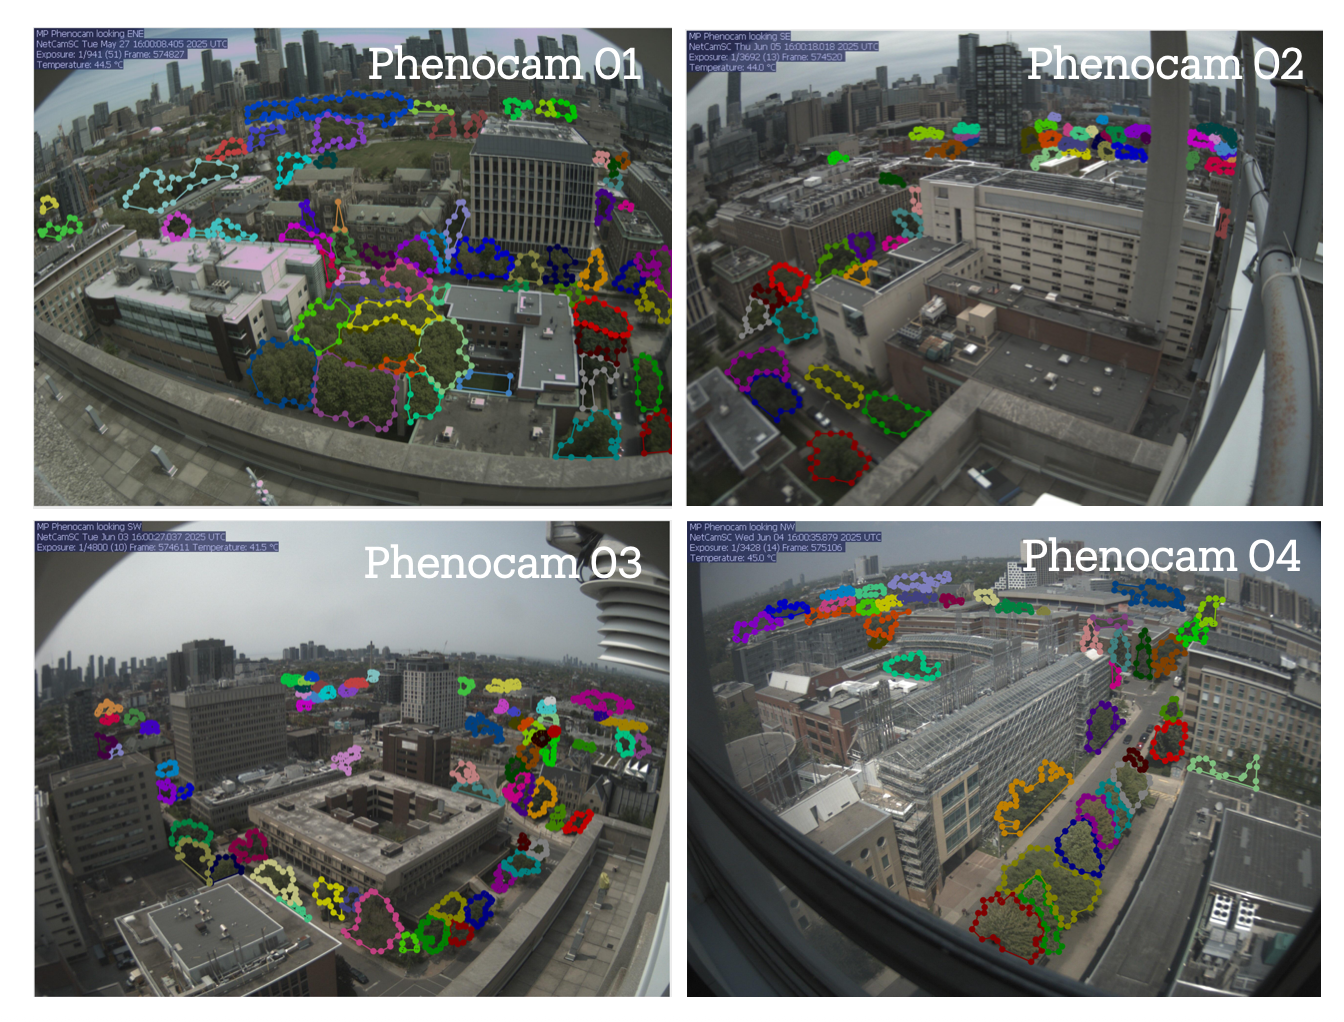 MP Phenocam looking ENE
NetCamSC Tue May 27 16:00:08.405 2025 UTC
Exposure: 1/941 (51) Frame: 574827
Temperature: 44.5 °C
Phenocam 01
MP Phenocam looking SE
NetCamSC Thu Jun 05 16:00:18.018 2025 UTC
Exposure: 1/3692 (13) Frame: 574520
Temperature: 44.0 °C
Phenocam 02
MP Phenocam looking SW
NetCamSC Tue Jun 03 16:00:27.037 2025 UTC
Exposure: 1/4800 (10) Frame: 574611 Temperature: 41.5 °C
Phenocam 03
MP Phenocam looking NW
NetCamSC Wed Jun 04 16:00:35.879 2025 UTC
Exposure: 1/3428 (14) Frame: 575106
Temperature: 45.0 °C
Phenocam 04